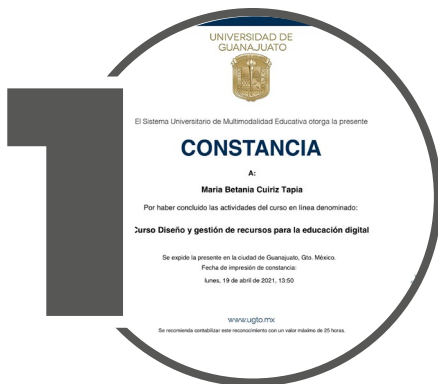 UNIVERSIDAD DE
GUANAJUATO
El Sistema Universitario de Multimodalidad Educativa otorga la presente
CONSTANCIA
A:
Maria Betania Cuiriz Tapia
Por haber concluido las actividades del curso en línea denominado:
Curso Diseño y gestión de recursos para la educación digital
Se expide la presente en la ciudad de Guanajuato, Gto. México.
Fecha de impresión de constancia:
lunes, 19 de abril de 2021, 13:50
www.ugto.mx
Se recomienda contabilizar este reconocimiento con un valor máximo de 25 horas.
1